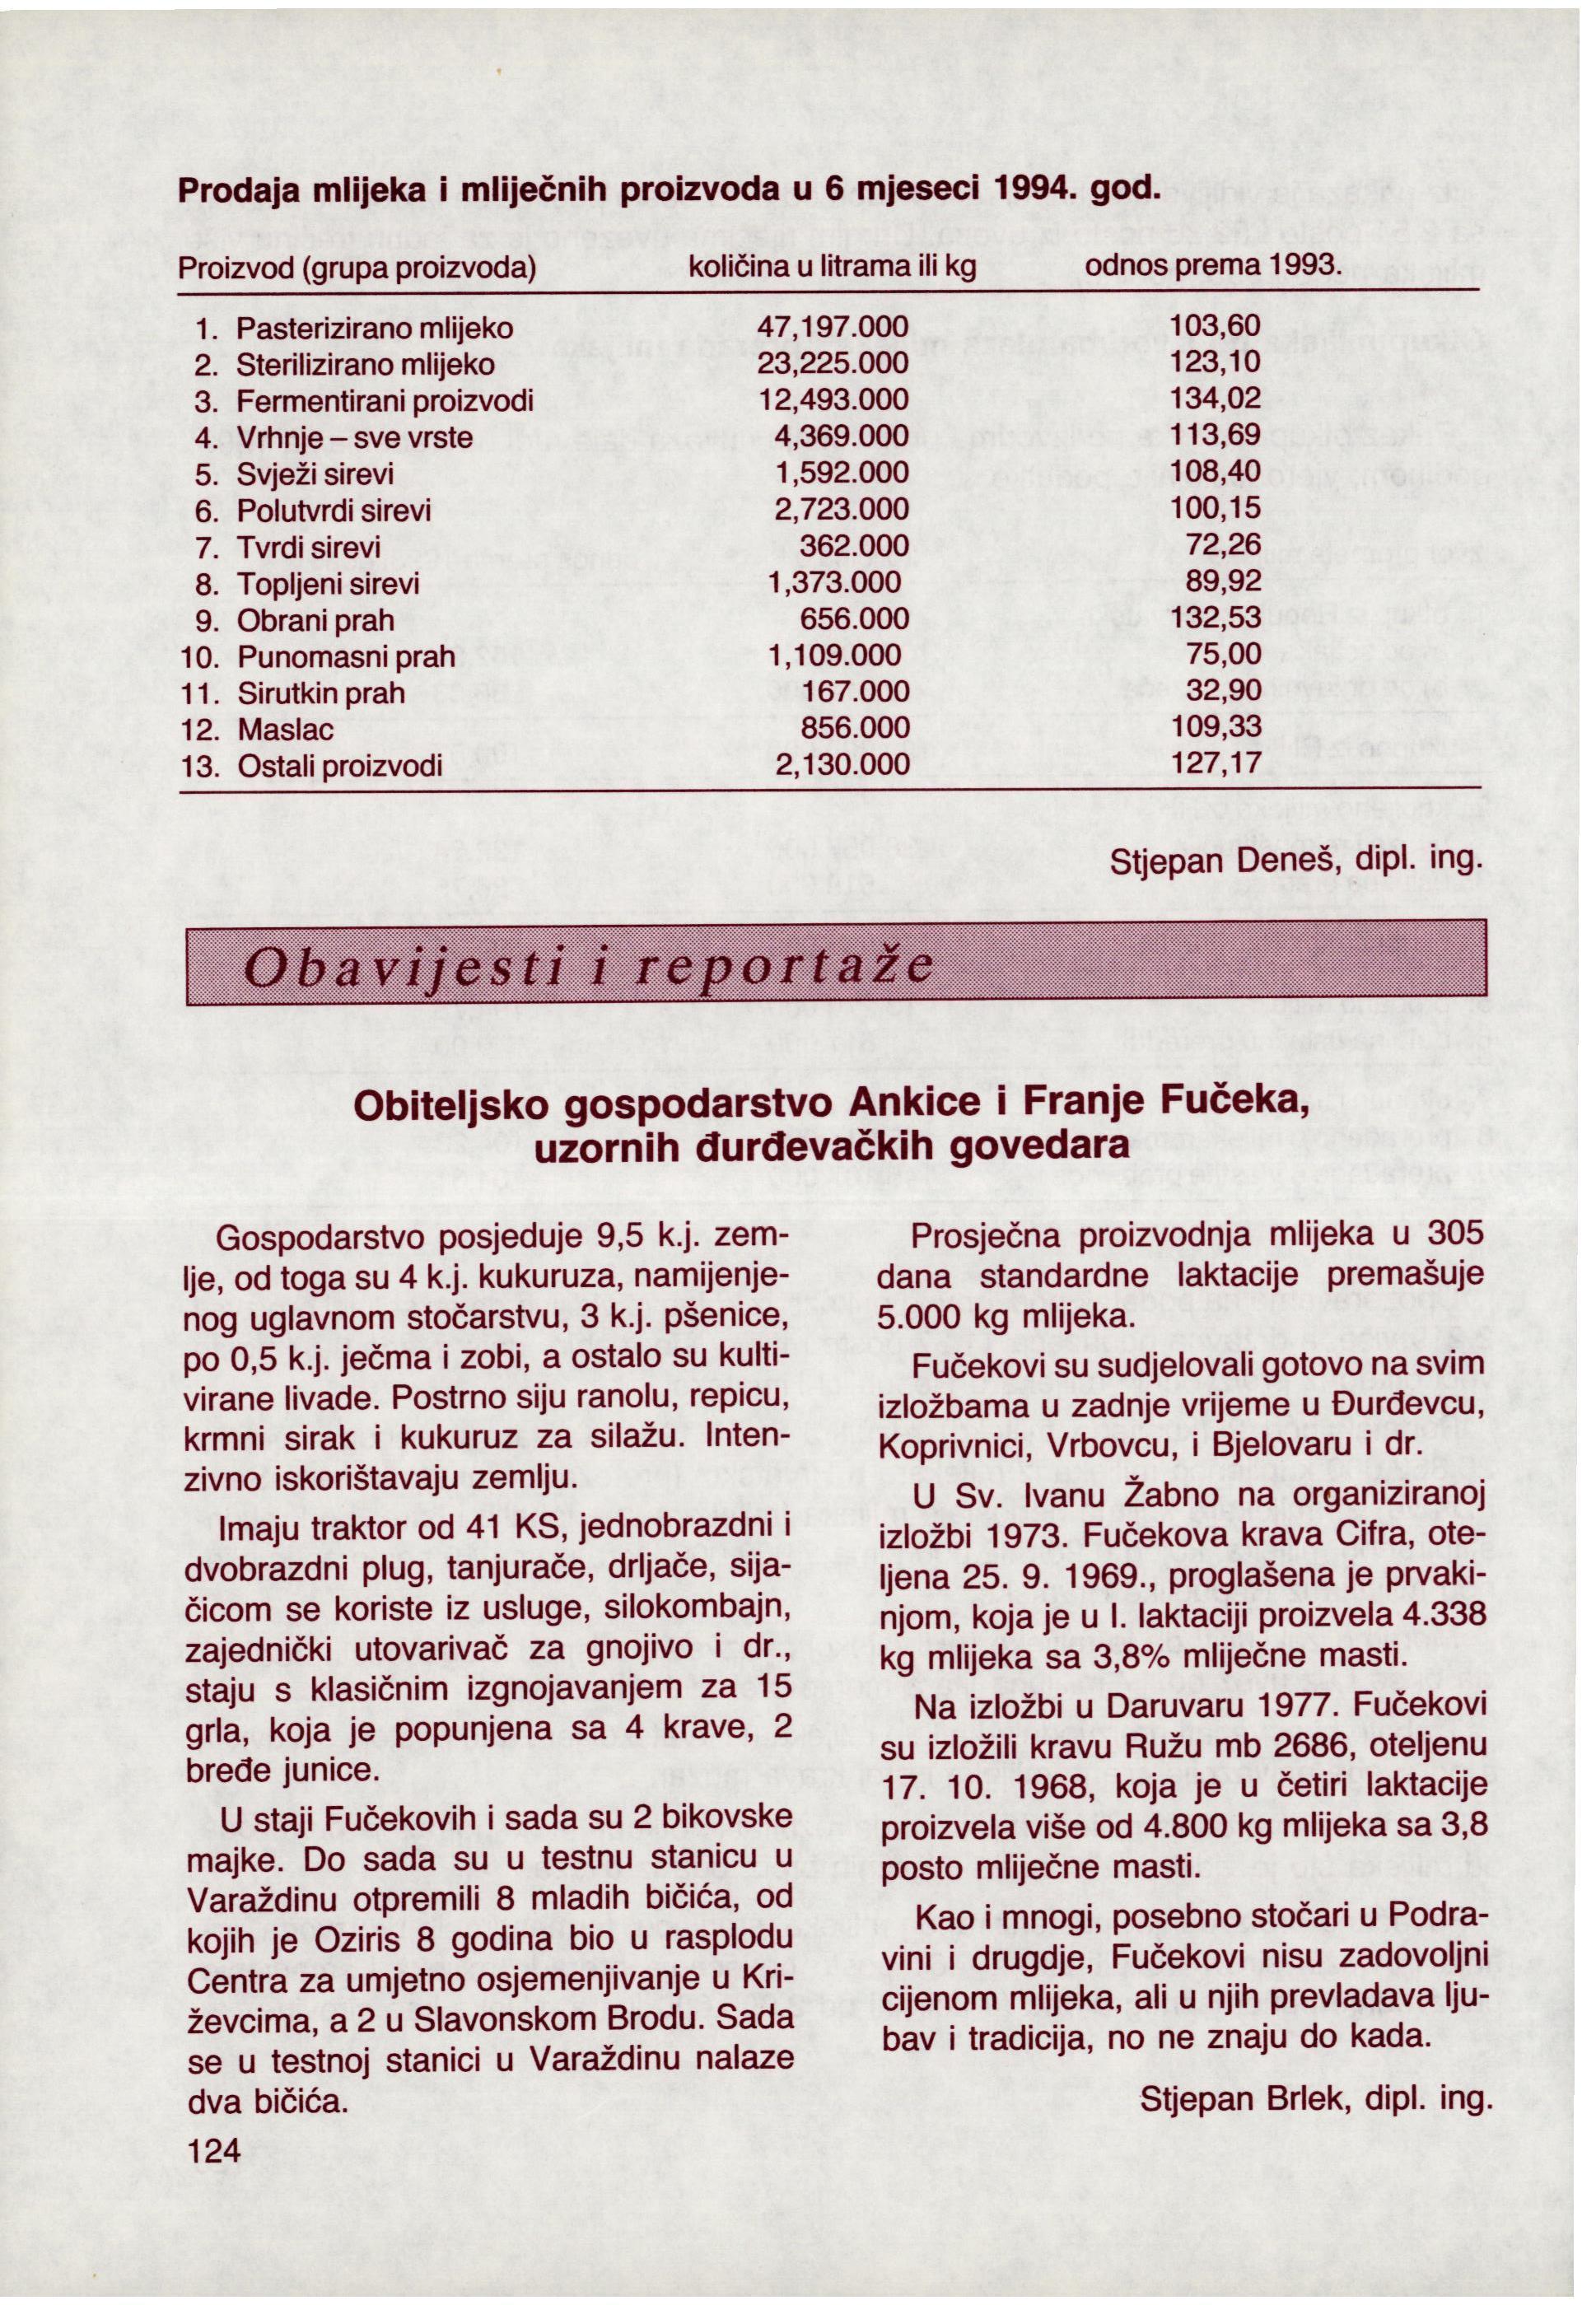 Prodaja mlijeka i mliječnih proizvoda u 6 mjeseci 1994. god.
Proizvod (grupa proizvoda) količina u litrama ili kg odnos prema 1993.
1. Pasterizirano mlijeko 47,197.000 103,60
2. Sterilizirano mlijeko 23,225.000 123,10
3. Fermentirani proizvodi 12,493.000 134,02
4. Vrhnje – sve vrste 4,369.000 113,69
5. Svježi sirevi 1,592.000 108,40
6. Polutvrdi sirevi 2,723.000 100,15
7. Tvrdi sirevi 362.000 72,26
8. Topljeni sirevi 1,373.000 89,92
9. Obrani prah 656.000 132,53
10. Punomasni prah 1,109.000 75,00
11. Sirutkin prah 167.000 32,90
12. Maslac 856.000 109,33
13. Ostali proizvodi 2,130.000 127,17
Stjepan Deneš, dipl. ing.
Obavijesti i reportaže
Obiteljsko gospodarstvo Ankice i Franje Fučeka,
uzornih đurđevačkih govedara
Gospodarstvo posjeduje 9,5 k.j. zem-
lje, od toga su 4 k.j. kukuruza, namijenje-
nog uglavnom stočarstvu, 3 k.j. pšenice,
po 0,5 k.j. ječma i zobi, a ostalo su kulti-
virane livade. Postrno siju ranolu, repicu,
krmni sirak i kukuruz za silažu. Inten-
zivno iskorištavaju zemlju.
Imaju traktor od 41 KS, jednobrazdni i
dvobrazdni plug, tanjurače, drljače, sija-
čicom se koriste iz usluge, silokombajn,
zajednički utovarivač za gnojivo i dr.,
staju s klasičnim izgnojavanjem za 15
grla, koja je popunjena sa 4 krave, 2
bređe junice.
U staji Fučekovih i sada su 2 bikovske
majke. Do sada su u testnu stanicu u
Varaždinu otpremili 8 mladih bičića, od
kojih je Oziris 8 godina bio u rasplodu
Centra za umjetno osjemenjivanje u Kri-
ževcima, a 2 u Slavonskom Brodu. Sada
se u testnoj stanici u Varaždinu nalaze
dva bičića.
Prosječna proizvodnja mlijeka u 305
dana standardne laktacije premašuje
5.000 kg mlijeka.
Fučekovi su sudjelovali gotovo na svim
izložbama u zadnje vrijeme u Đurđevcu,
Koprivnici, Vrbovcu, i Bjelovaru i dr.
U Sv. Ivanu Žabno na organiziranoj
izložbi 1973. Fučekova krava Cifra, ote-
ljena 25. 9. 1969., proglašena je prvaki-
njom, koja je u I. laktaciji proizvela 4.338
kg mlijeka sa 3,8% mliječne masti.
Na izložbi u Daruvaru 1977. Fučekovi
su izložili kravu Ružu mb 2686, oteljenu
17. 10. 1968, koja je u četiri laktacije
proizvela više od 4.800 kg mlijeka sa 3,8
posto mliječne masti.
Kao i mnogi, posebno stočari u Podra-
vini i drugdje, Fučekovi nisu zadovoljni
cijenom mlijeka, ali u njih prevladava lju-
bav i tradicija, no ne znaju do kada.
Stjepan Brlek, dipl. ing.
124